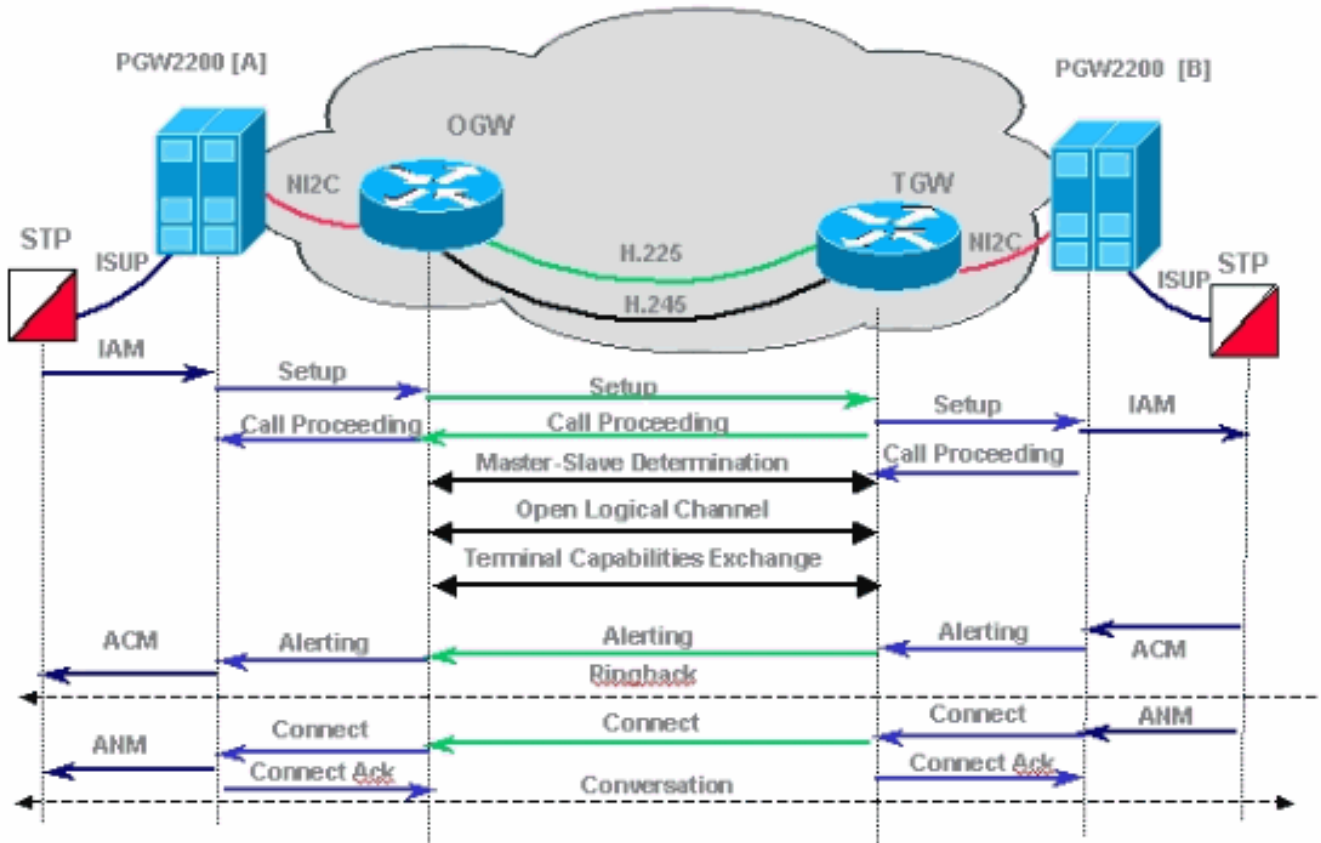 PGW2200 [A]
PGW2200 [B]
OGW
NI2C
TGW
STP
ISUP
H.225
NI2C
H.245
ISUP
STP
IAM
Setup
Setup
Setup
IAM
Call Proceeding
Call Proceeding
Call Proceeding
Master-Slave Determination
Open Logical Channel
Terminal Capabilities Exchange
ACM
Alerting
Alerting
Alerting
ACM
Ringback
ANM
Connect
Connect
Connect
ANM
Connect Ack
Conversation
Connect Ack